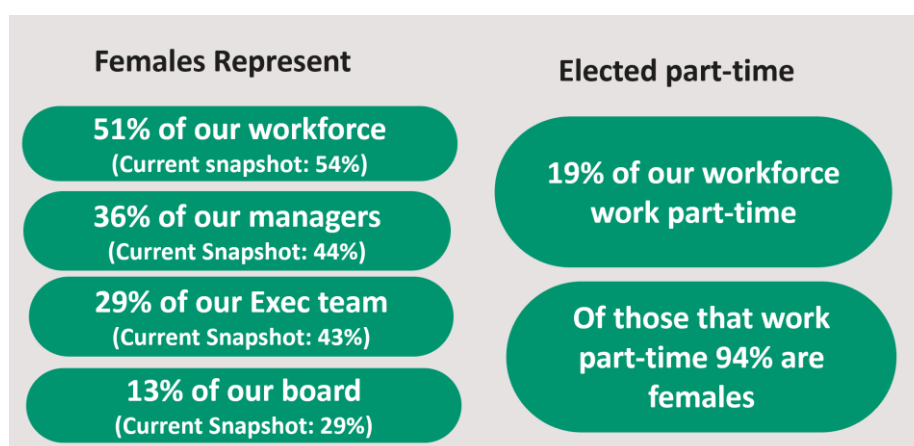 Females Represent
51% of our workforce
(Current snapshot: 54%)
36% of our managers
(Current Snapshot: 44%)
29% of our Exec team
(Current Snapshot: 43%)
13% of our board
(Current Snapshot: 29%)
Elected part-time
19% of our workforce
work part-time
Of those that work
part-time 94% are
females